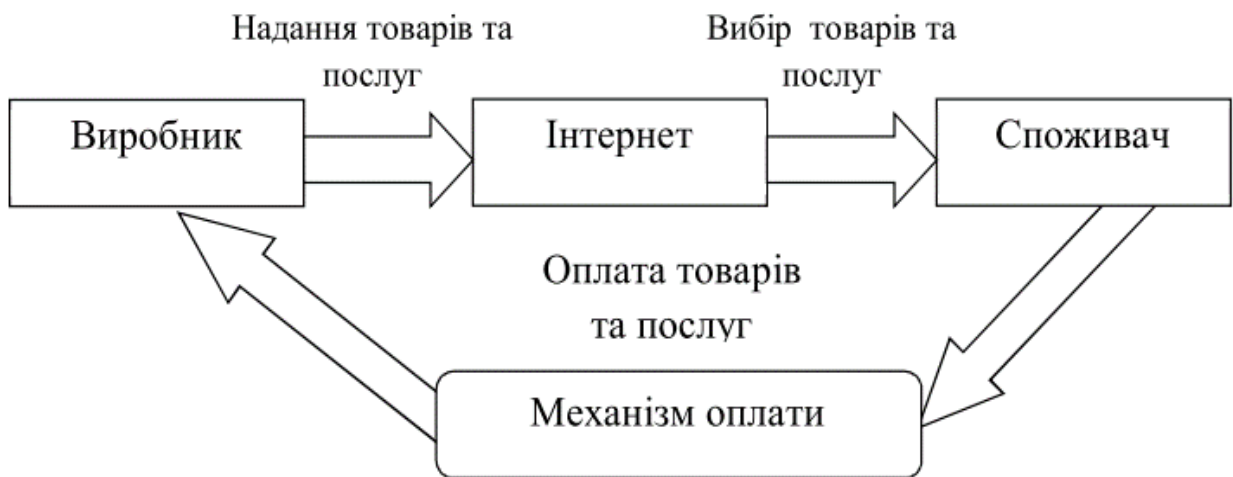 Надання товарів та
послуг
Вибір товарів та
послуг
Виробник
Інтернет
Споживач
Оплата товарів
та послуг
Механізм оплати